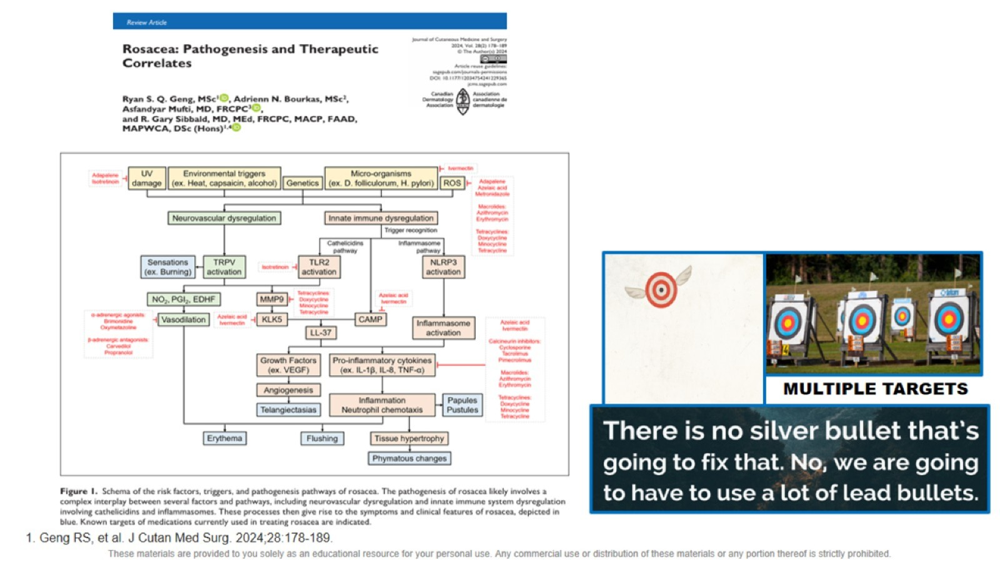 Review Article
Rosacea: Pathogenesis and Therapeutic
Correlates
Journal of Cutaneous Medicine and Surgery
2024, Vol. 28(2) 178–189
© The Author(s) 2024
Article reuse guidelines:
sagepub.com/journals-permissions
DOI: 10.1177/12034754241229365
jcms.sagepub.com
Canadian Dermatology Association
Association canadienne de dermatologie
Ryan S. Q. Geng, MSc¹, Adrienn N. Bourkas, MSc²,
Asfandyar Mufti, MD, FRCPC³,
and R. Gary Sibbald, MD, MEd, FRCPC, MACP, FAAD,
MAPWCA, DSc (Hons)¹,⁴
Adapalene
Isotretinoin
UV
damage
Environmental triggers
(ex. Heat, capsaicin, alcohol)
Genetics
Micro-organisms
(ex. D. folliculorum, H. pylori)
Ivermectin
ROS
Adapalene
Azelaic acid
Metronidazole
Macrolides:
Azithromycin
Erythromycin
Tetracyclines:
Doxycycline
Minocycline
Tetracycline
Neurovascular dysregulation
Innate immune dysregulation
Trigger recognition
Cathelicidins
pathway
Inflammasome
pathway
Sensations
(ex. Burning)
TRPV
activation
Isotretinoin
TLR2
activation
NLRP3
activation
NO₂, PGI₂, EDHF
MMP9
Tetracyclines:
Doxycycline
Minocycline
Tetracycline
Azelaic acid
Ivermectin
α-adrenergic agonists:
Brimonidine
Oxymetazoline
β-adrenergic antagonists:
Carvedilol
Propranolol
Vasodilation
Azelaic acid
Ivermectin
KLK5
CAMP
LL-37
Inflammasome
activation
Azelaic acid
Ivermectin
Calcineurin inhibitors:
Cyclosporine
Tacrolimus
Pimecrolimus
Macrolides:
Azithromycin
Erythromycin
Tetracyclines:
Doxycycline
Minocycline
Tetracycline
Growth Factors
(ex. VEGF)
Pro-inflammatory cytokines
(ex. IL-1β, IL-8, TNF-α)
Angiogenesis
Telangiectasias
Inflammation
Neutrophil chemotaxis
Papules
Pustules
Erythema
Flushing
Tissue hypertrophy
Phymatous changes
Figure 1. Schema of the risk factors, triggers, and pathogenesis pathways of rosacea. The pathogenesis of rosacea likely involves a
complex interplay between several factors and pathways, including neurovascular dysregulation and innate immune system dysregulation
involving cathelicidins and inflammasomes. These processes then give rise to the symptoms and clinical features of rosacea, depicted in
blue. Known targets of medications currently used in treating rosacea are indicated.
MULTIPLE TARGETS
There is no silver bullet that's
going to fix that. No, we are going
to have to use a lot of lead bullets.
1. Geng RS, et al. J Cutan Med Surg. 2024;28:178-189.
These materials are provided to you solely as an educational resource for your personal use. Any commercial use or distribution of these materials or any portion thereof is strictly prohibited.